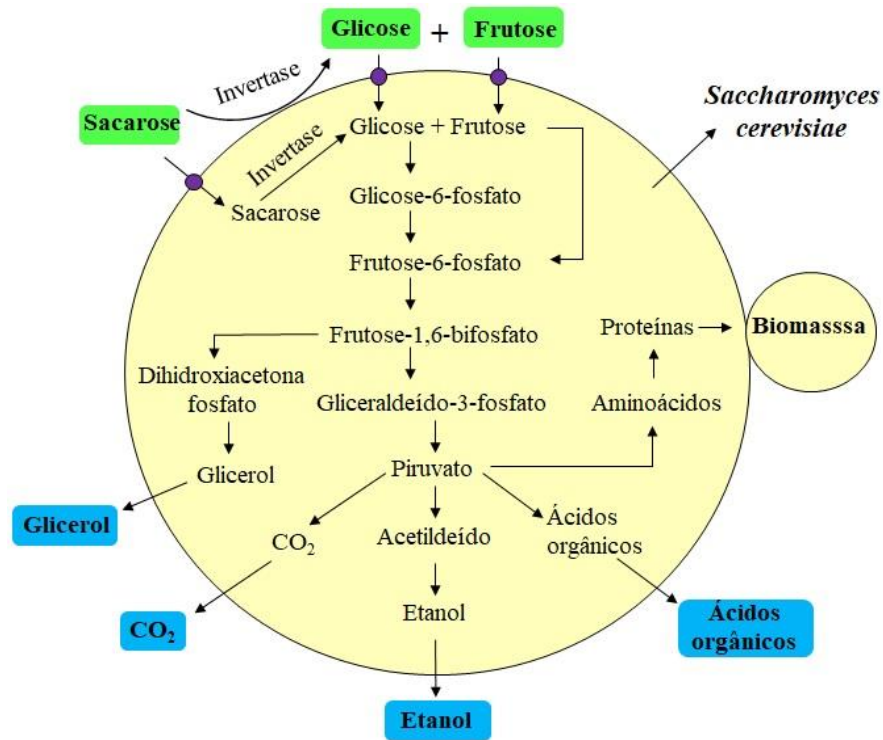 Glicose + Frutose
Invertase
Sacarose
Saccharomyces
cerevisiae
Glicose + Frutose
Invertase
Sacarose
Glicose-6-fosfato
Frutose-6-fosfato
Frutose-1,6-bifosfato
Proteínas
Biomasssa
Dihidroxiacetona
fosfato
Gliceraldeído-3-fosfato
Aminoácidos
Glicerol
Piruvato
Glicerol
CO₂
Acetildeído
Ácidos
orgânicos
Etanol
CO₂
Ácidos
orgânicos
Etanol